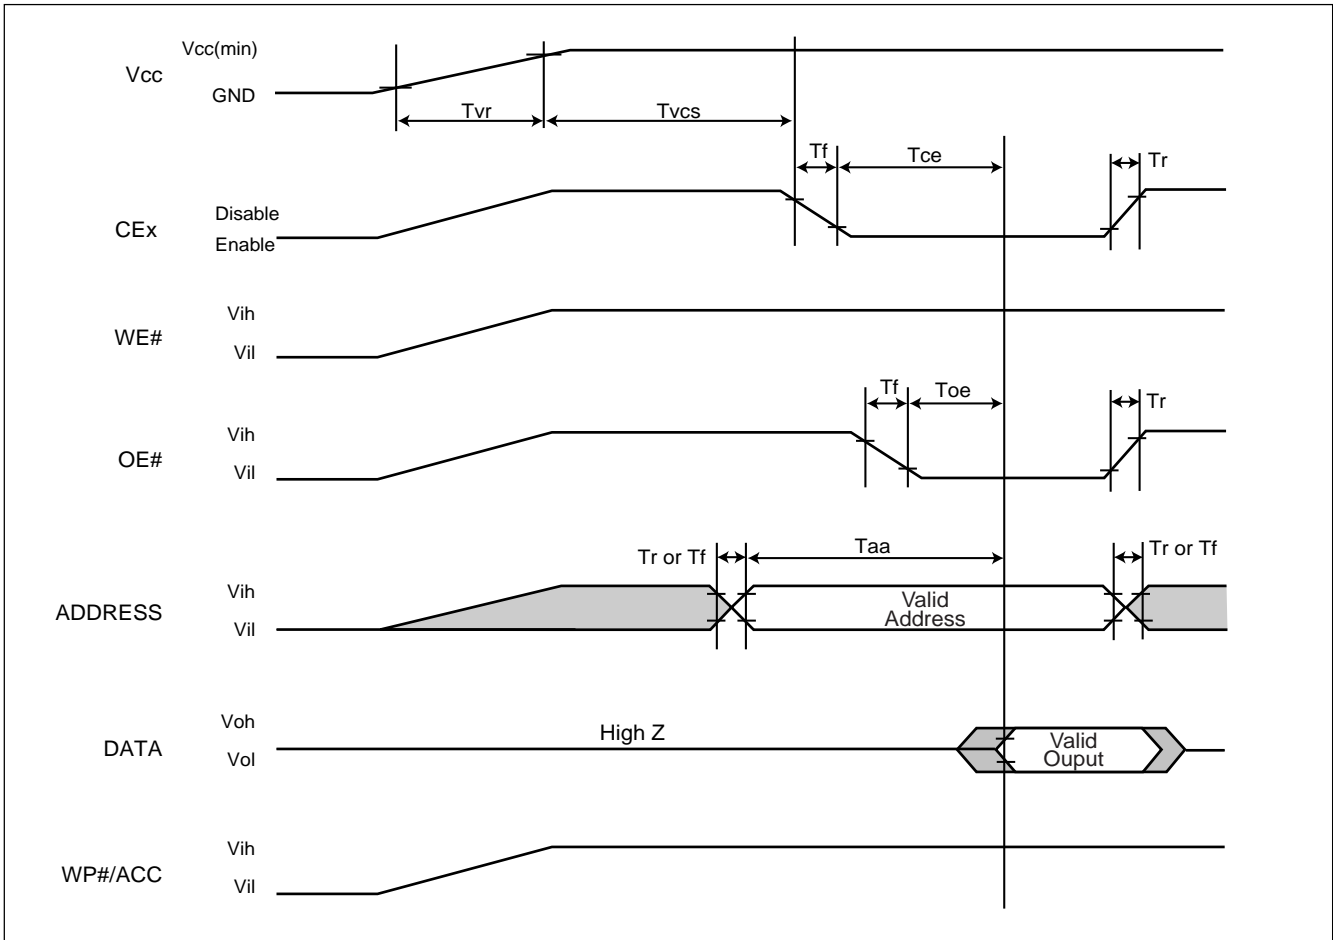 Vcc(min)
Vcc
GND
Tvr
Tvcs
Tf
Tce
Tr
Disable
CEx
Enable
Vih
WE#
Vil
Tf
Toe
Tr
Vih
OE#
Vil
Tr or Tf
Taa
Tr or Tf
Vih
ADDRESS
Vil
Valid
Address
Voh
DATA
Vol
High Z
Valid
Ouput
Vih
WP#/ACC
Vil